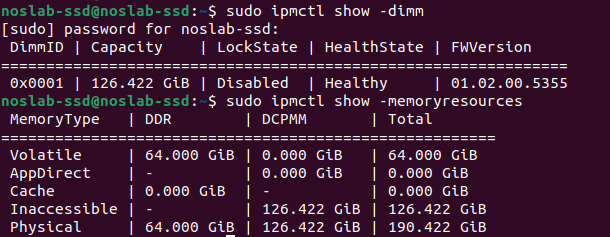 noslab-ssd@noslab-ssd:~$ sudo ipmctl show -dimm
[sudo] password for noslab-ssd:
 DimmID | Capacity    | LockState | HealthState | FWVersion
===============================================================
 0x0001 | 126.422 GiB | Disabled  | Healthy     | 01.02.00.5355
noslab-ssd@noslab-ssd:~$ sudo ipmctl show -memoryresources
 MemoryType   | DDR        | DCPMM       | Total
=======================================================
 Volatile     | 64.000 GiB | 0.000 GiB   | 64.000 GiB
 AppDirect    | -          | 0.000 GiB   | 0.000 GiB
 Cache        | 0.000 GiB  | -           | 0.000 GiB
 Inaccessible | -          | 126.422 GiB | 126.422 GiB
 Physical     | 64.000 GiB | 126.422 GiB | 190.422 GiB